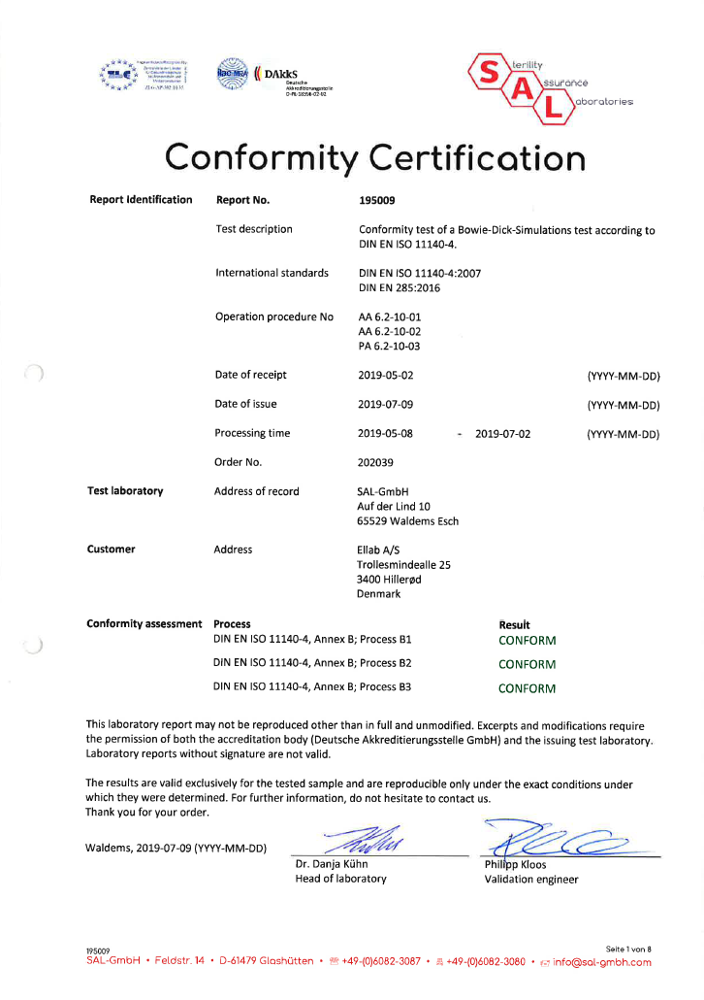 ZLG
ilac-MRA
DAkkS
Deutsche
Akkreditierungsstelle
D-PL-18398-02-02
Sterility
Assurance
Laboratories
Conformity Certification
Report Identification Report No. 195009
Test description Conformity test of a Bowie-Dick-Simulations test according to
DIN EN ISO 11140-4.
International standards DIN EN ISO 11140-4:2007
DIN EN 285:2016
Operation procedure No AA 6.2-10-01
AA 6.2-10-02
PA 6.2-10-03
Date of receipt 2019-05-02 (YYYY-MM-DD)
Date of issue 2019-07-09 (YYYY-MM-DD)
Processing time 2019-05-08 - 2019-07-02 (YYYY-MM-DD)
Order No. 202039
Test laboratory Address of record SAL-GmbH
Auf der Lind 10
65529 Waldems Esch
Customer Address Ellab A/S
Trollesmindealle 25
3400 Hillerød
Denmark
Conformity assessment Process Result
DIN EN ISO 11140-4, Annex B; Process B1 CONFORM
DIN EN ISO 11140-4, Annex B; Process B2 CONFORM
DIN EN ISO 11140-4, Annex B; Process B3 CONFORM
This laboratory report may not be reproduced other than in full and unmodified. Excerpts and modifications require
the permission of both the accreditation body (Deutsche Akkreditierungsstelle GmbH) and the issuing test laboratory.
Laboratory reports without signature are not valid.
The results are valid exclusively for the tested sample and are reproducible only under the exact conditions under
which they were determined. For further information, do not hesitate to contact us.
Thank you for your order.
Waldems, 2019-07-09 (YYYY-MM-DD)
Dr. Danja Kühn Philipp Kloos
Head of laboratory Validation engineer
195009 Seite 1 von 8
SAL-GmbH • Feldstr. 14 • D-61479 Glashütten • ☏ +49-(0)6082-3087 • +49-(0)6082-3080 • info@sal-gmbh.com